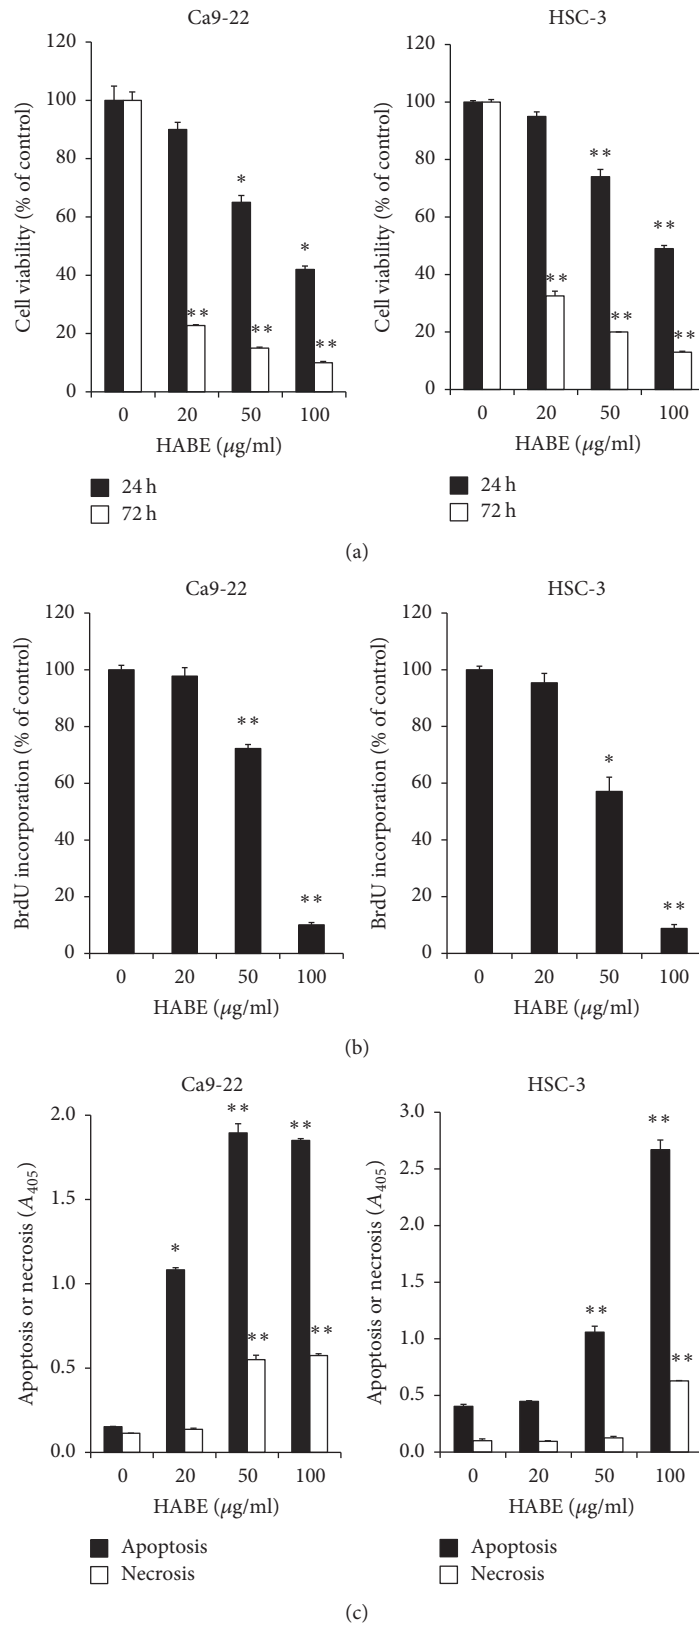 Ca9-22
HSC-3
Cell viability (% of control)
120
100
80
60
40
20
0
**
*
**
*
**
0 20 50 100
HABE (μg/ml)
24 h
72 h
Cell viability (% of control)
120
100
80
60
40
20
0
**
**
**
**
**
0 20 50 100
HABE (μg/ml)
24 h
72 h
(a)
Ca9-22
HSC-3
BrdU incorporation (% of control)
120
100
80
60
40
20
0
**
**
0 20 50 100
HABE (μg/ml)
BrdU incorporation (% of control)
120
100
80
60
40
20
0
*
**
0 20 50 100
HABE (μg/ml)
(b)
Ca9-22
HSC-3
Apoptosis or necrosis (A405)
2.0
1.5
1.0
0.5
0.0
*
**
**
**
**
0 20 50 100
HABE (μg/ml)
Apoptosis
Necrosis
Apoptosis or necrosis (A405)
3.0
2.5
2.0
1.5
1.0
0.5
0.0
**
**
**
0 20 50 100
HABE (μg/ml)
Apoptosis
Necrosis
(c)